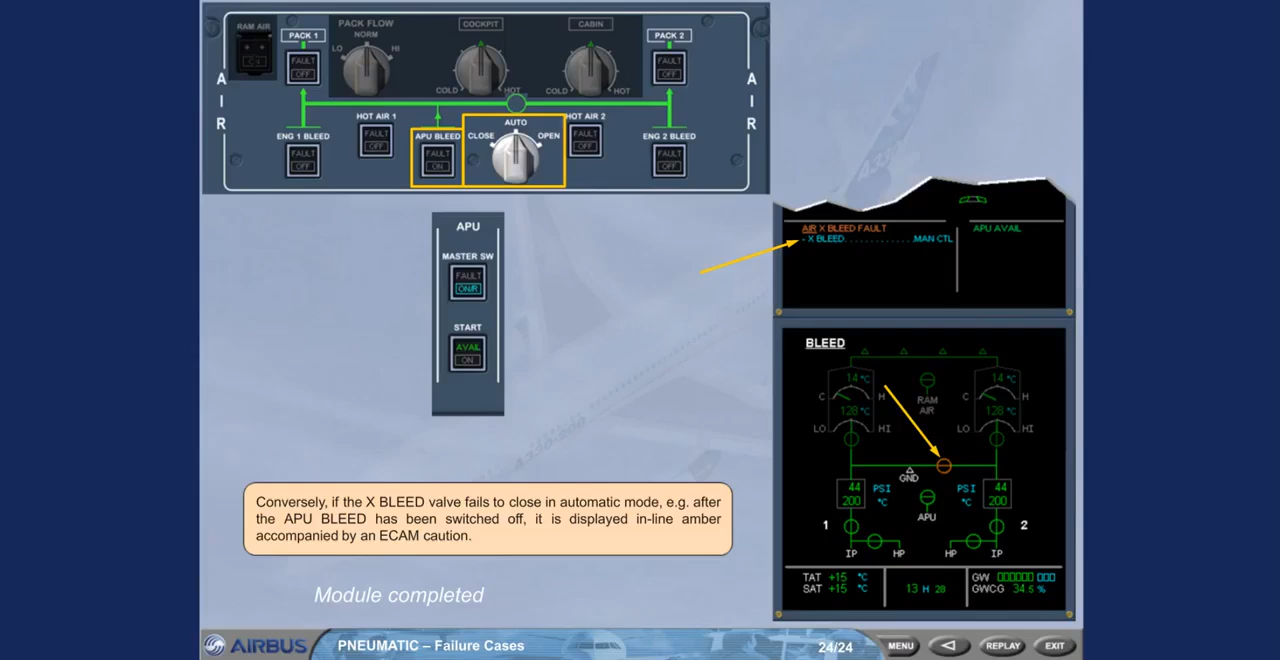 RAM AIR
PACK FLOW
NORM
LO
HI
COCKPIT
CABIN
COLD
HOT
COLD
HOT
PACK 1
FAULT
OFF
PACK 2
FAULT
OFF
A
I
R
A
I
R
ENG 1 BLEED
FAULT
OFF
HOT AIR 1
FAULT
OFF
APU BLEED
FAULT
ON
CLOSE
AUTO
OPEN
HOT AIR 2
FAULT
OFF
ENG 2 BLEED
FAULT
OFF
APU
MASTER SW
FAULT
ON/R
START
AVAIL
ON
AIR X BLEED FAULT
- X BLEED ............ MAN CTL
APU AVAIL
BLEED
14 °C
C
H
128 °C
LO
HI
RAM
AIR
14 °C
C
H
128 °C
LO
HI
GND
44
200
PSI
°C
PSI
°C
44
200
APU
1
2
IP
HP
HP
IP
TAT +15 °C
SAT +15 °C
13 H 28
GW
GWCG 34.5 %
Conversely, if the X BLEED valve fails to close in automatic mode, e.g. after
the APU BLEED has been switched off, it is displayed in-line amber
accompanied by an ECAM caution.
Module completed
AIRBUS
PNEUMATIC – Failure Cases
24/24
MENU
REPLAY
EXIT